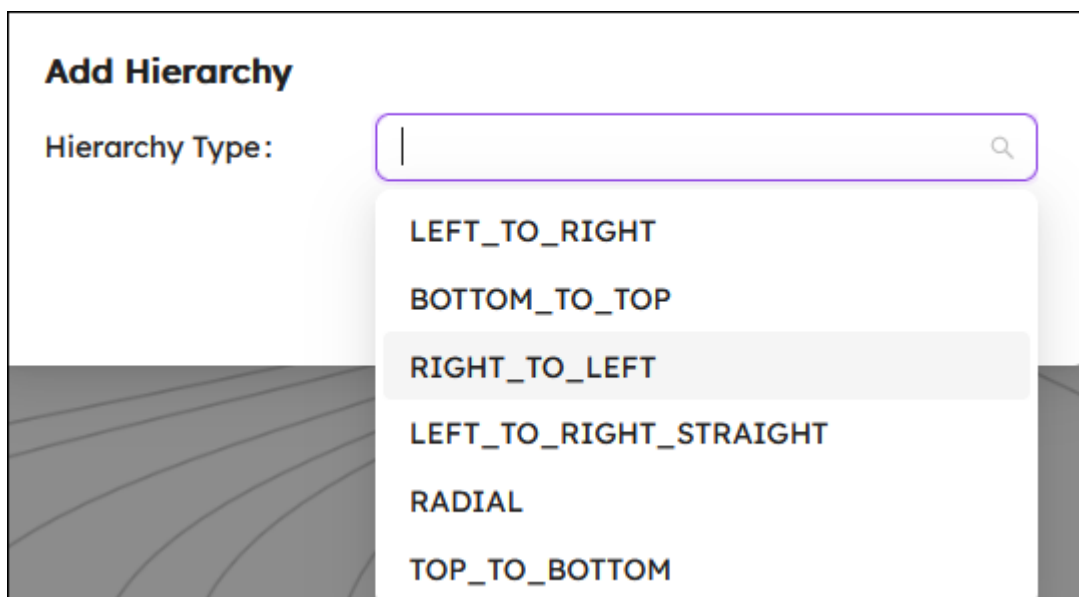 Add Hierarchy
Hierarchy Type:
LEFT_TO_RIGHT
BOTTOM_TO_TOP
RIGHT_TO_LEFT
LEFT_TO_RIGHT_STRAIGHT
RADIAL
TOP_TO_BOTTOM